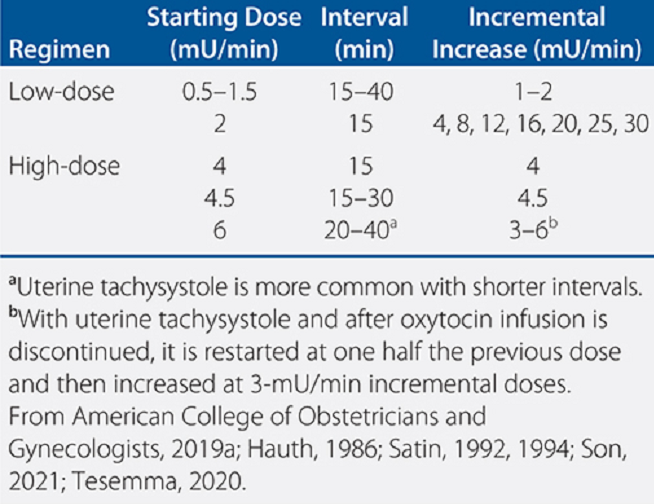 Regimen Starting Dose (mU/min) Interval (min) Incremental Increase (mU/min)
Low-dose 0.5–1.5 15–40 1–2
2 15 4, 8, 12, 16, 20, 25, 30
High-dose 4 15 4
4.5 15–30 4.5
6 20–40ᵃ 3–6ᵇ
ᵃUterine tachysystole is more common with shorter intervals.
ᵇWith uterine tachysystole and after oxytocin infusion is
discontinued, it is restarted at one half the previous dose
and then increased at 3-mU/min incremental doses.
From American College of Obstetricians and
Gynecologists, 2019a; Hauth, 1986; Satin, 1992, 1994; Son,
2021; Tesemma, 2020.